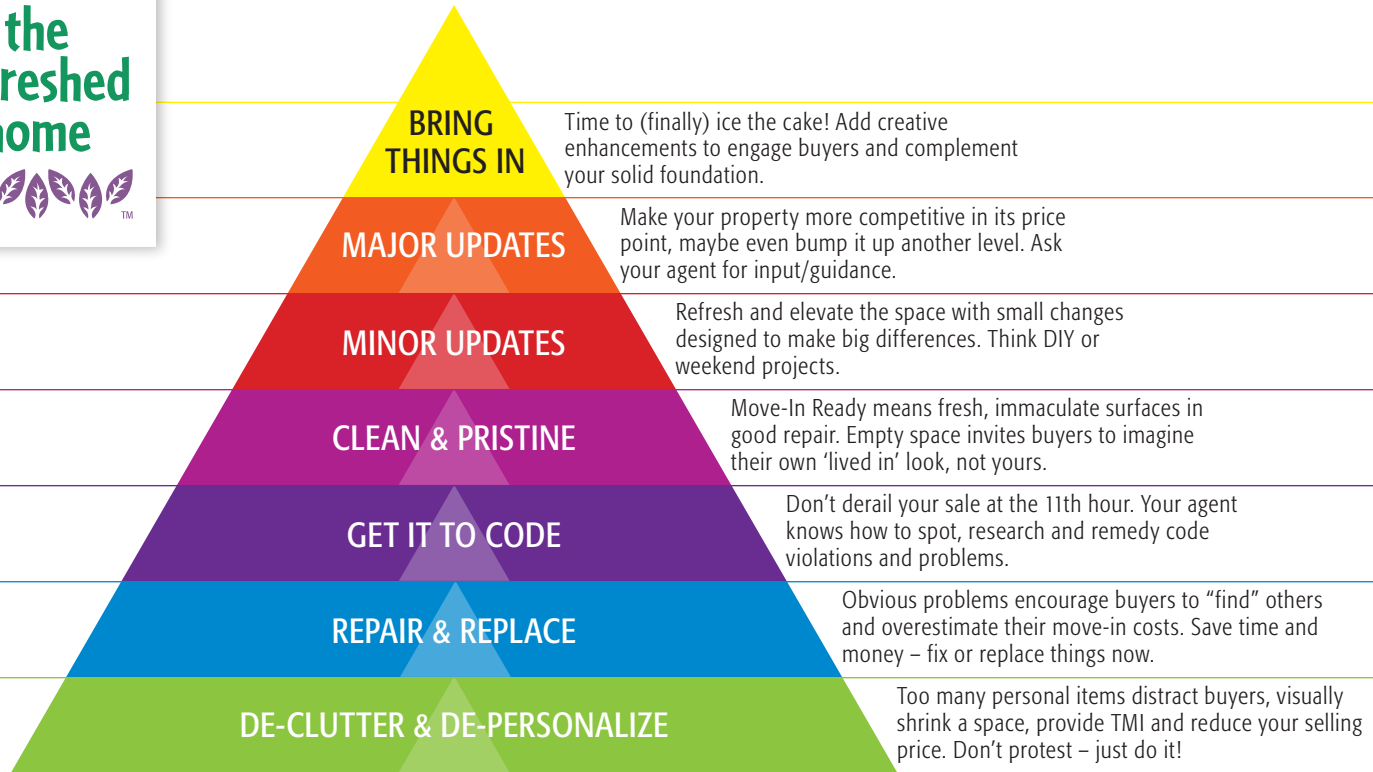 the
reshed
ome
TM
BRING
THINGS IN
Time to (finally) ice the cake! Add creative
enhancements to engage buyers and complement
your solid foundation.
MAJOR UPDATES
Make your property more competitive in its price
point, maybe even bump it up another level. Ask
your agent for input/guidance.
MINOR UPDATES
Refresh and elevate the space with small changes
designed to make big differences. Think DIY or
weekend projects.
CLEAN & PRISTINE
Move-In Ready means fresh, immaculate surfaces in
good repair. Empty space invites buyers to imagine
their own ‘lived in’ look, not yours.
GET IT TO CODE
Don’t derail your sale at the 11th hour. Your agent
knows how to spot, research and remedy code
violations and problems.
REPAIR & REPLACE
Obvious problems encourage buyers to “find” others
and overestimate their move-in costs. Save time and
money – fix or replace things now.
DE-CLUTTER & DE-PERSONALIZE
Too many personal items distract buyers, visually
shrink a space, provide TMI and reduce your selling
price. Don’t protest – just do it!